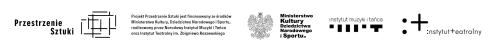 Przestrzenie
Sztuki
Projekt Przestrzenie Sztuki jest finansowany ze środków
Ministerstwa Kultury, Dziedzictwa Narodowego i Sportu,
realizowany przez Narodowy Instytut Muzyki i Tańca
oraz Instytut Teatralny im. Zbigniewa Raszewskiego
Ministerstwo
Kultury
Dziedzictwa
Narodowego
i Sportu.
instytut muzyki i tańca
instytut+teatralny